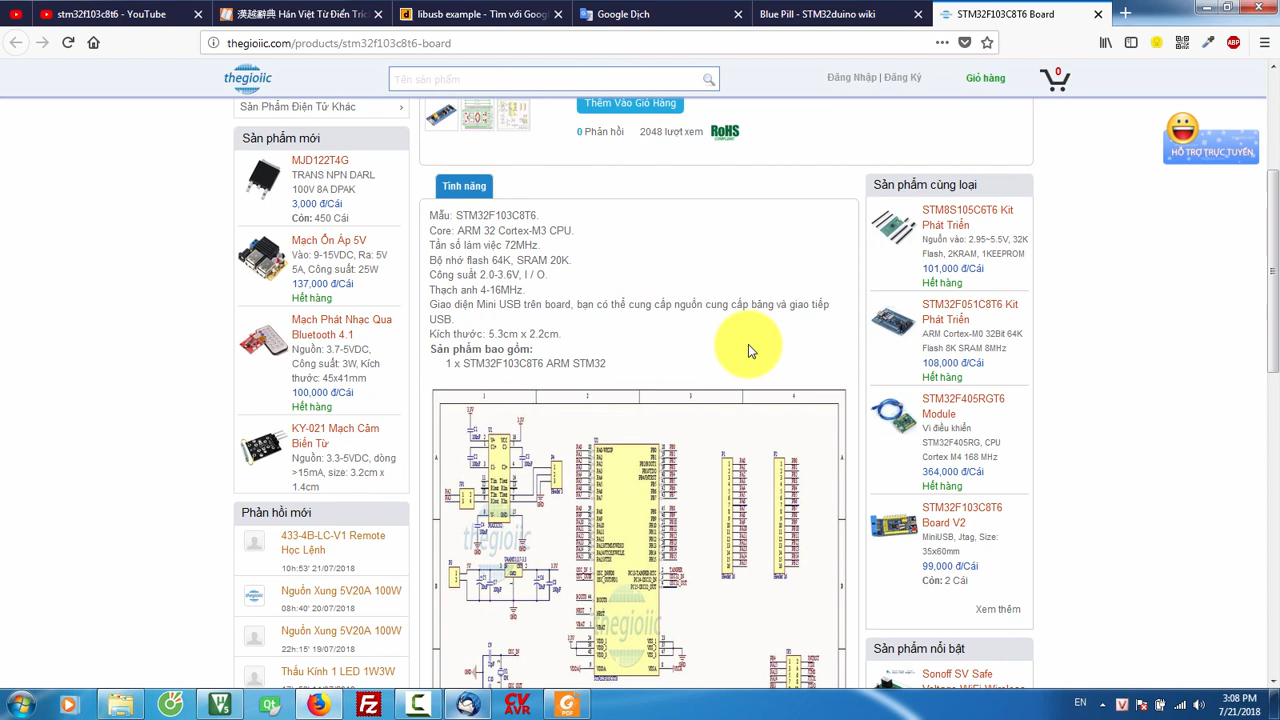 stm32f103c8t6 - YouTube
漢越辭典 Hán Việt Từ Điển Tric
libusb example - Tìm với Goog
Google Dịch
Blue Pill - STM32duino wiki
STM32F103C8T6 Board
thegioiic.com/products/stm32f103c8t6-board
thegioiic
Tên sản phẩm
Đăng Nhập | Đăng Ký
Giỏ hàng
0
Sản Phẩm Điện Tử Khác
Thêm Vào Giỏ Hàng
0 Phản hồi
2048 lượt xem
RoHS
HỖ TRỢ TRỰC TUYẾN
Sản phẩm mới
MJD122T4G
TRANS NPN DARL
100V 8A DPAK
3,000 đ/Cái
Còn: 450 Cái
Mạch Ổn Áp 5V
Vào: 9-15VDC, Ra: 5V
5A, Công suất: 25W
137,000 đ/Cái
Hết hàng
Mạch Phát Nhạc Qua
Bluetooth 4.1
Nguồn: 3.7-5VDC,
Công suất: 3W, Kích
thước: 45x41mm
100,000 đ/Cái
Hết hàng
KY-021 Mạch Cảm
Biến Từ
Nguồn: 3.3-5VDC, dòng
>15mA, size: 3.2cm x
1.4cm
Phản hồi mới
Học Lệnh
10h:53' 21/07/2018
Nguồn Xung 5V20A 100W
08h:40' 20/07/2018
Nguồn Xung 5V20A 100W
22h:15' 19/07/2018
Thấu Kính 1 LED 1W3W
Tính năng
Mẫu: STM32F103C8T6.
Core: ARM 32 Cortex-M3 CPU.
Tần số làm việc 72MHz.
Bộ nhớ flash 64K, SRAM 20K.
Công suất 2.0-3.6V, I / O.
Thạch anh 4-16MHz.
Giao diện Mini USB trên board, bạn có thể cung cấp nguồn cung cấp bằng và giao tiếp
USB.
Kích thước: 5.3cm x 2.2cm.
Sản phẩm bao gồm:
1 x STM32F103C8T6 ARM STM32
1 2 3 4
thegioiic
thegioiic
Sản phẩm cùng loại
STM8S105C6T6 Kit
Phát Triển
Nguồn vào: 2.95~5.5V, 32K
Flash, 2KRAM, 1KEEPROM
101,000 đ/Cái
Hết hàng
STM32F051C8T6 Kit
Phát Triển
ARM Cortex-M0 32Bit 64K
Flash 8K SRAM 8MHz
108,000 đ/Cái
Hết hàng
STM32F405RGT6
Module
Vi điều khiển
STM32F405RG, CPU
Cortex M4 168 MHz
364,000 đ/Cái
Hết hàng
STM32F103C8T6
Board V2
MiniUSB, Jtag, Size:
35x60mm
99,000 đ/Cái
Còn: 2 Cái
Xem thêm
Sản phẩm nổi bật
Sonoff SV Safe
EN
3:08 PM
7/21/2018